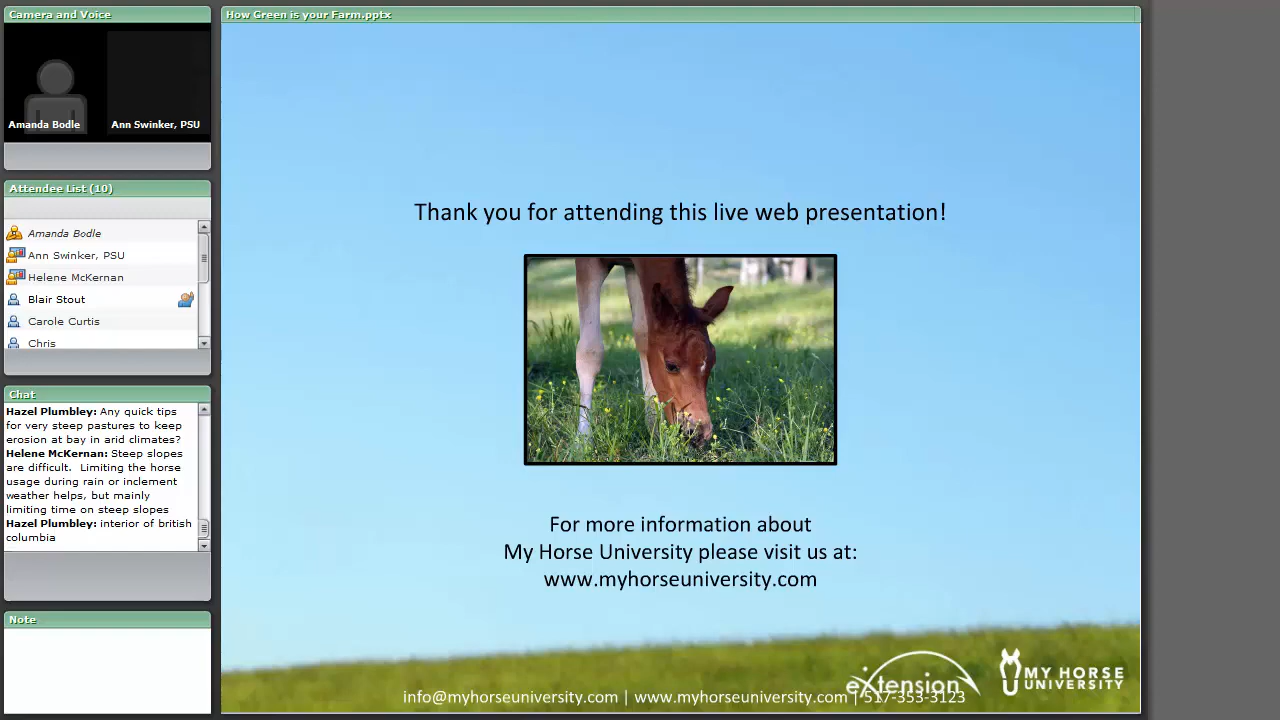 Camera and Voice
Amanda Bodle
Ann Swinker, PSU
Attendee List (10)
Amanda Bodle
Ann Swinker, PSU
Helene McKernan
Blair Stout
Carole Curtis
Chris
Chat
Hazel Plumbley: Any quick tips
for very steep pastures to keep
erosion at bay in arid climates?
Helene McKernan: Steep slopes
are difficult.  Limiting the horse
usage during rain or inclement
weather helps, but mainly
limiting time on steep slopes
Hazel Plumbley: interior of british
columbia
Note
How Green is your Farm.pptx
Thank you for attending this live web presentation!
For more information about
My Horse University please visit us at:
www.myhorseuniversity.com
eXtension
MY HORSE
UNIVERSITY
info@myhorseuniversity.com | www.myhorseuniversity.com | 517-353-3123